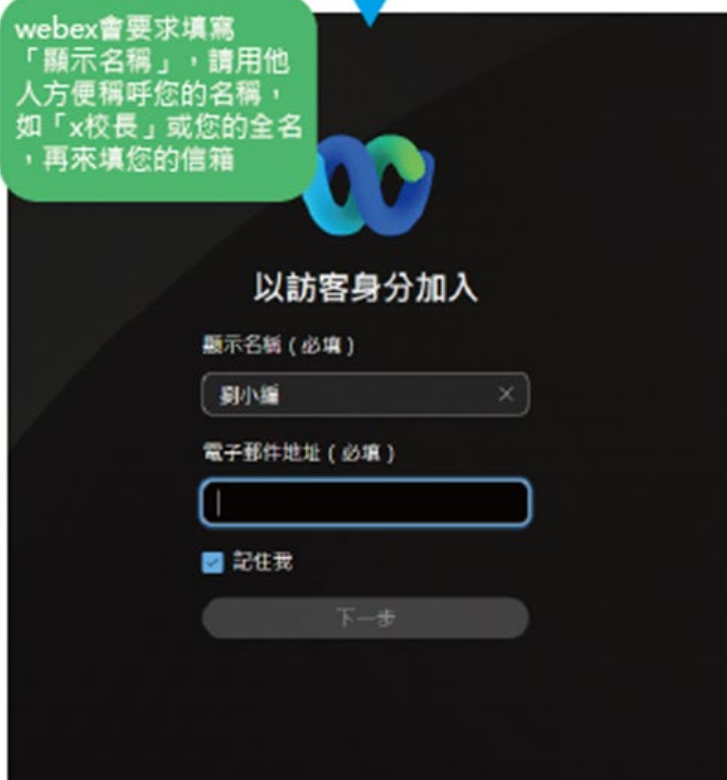 webex會要求填寫
「顯示名稱」，請用他
人方便稱呼您的名稱，
如「x校長」或您的全名
，再來填您的信箱
以訪客身分加入
顯示名稱（必填）
劉小編
電子郵件地址（必填）
記住我
下一步